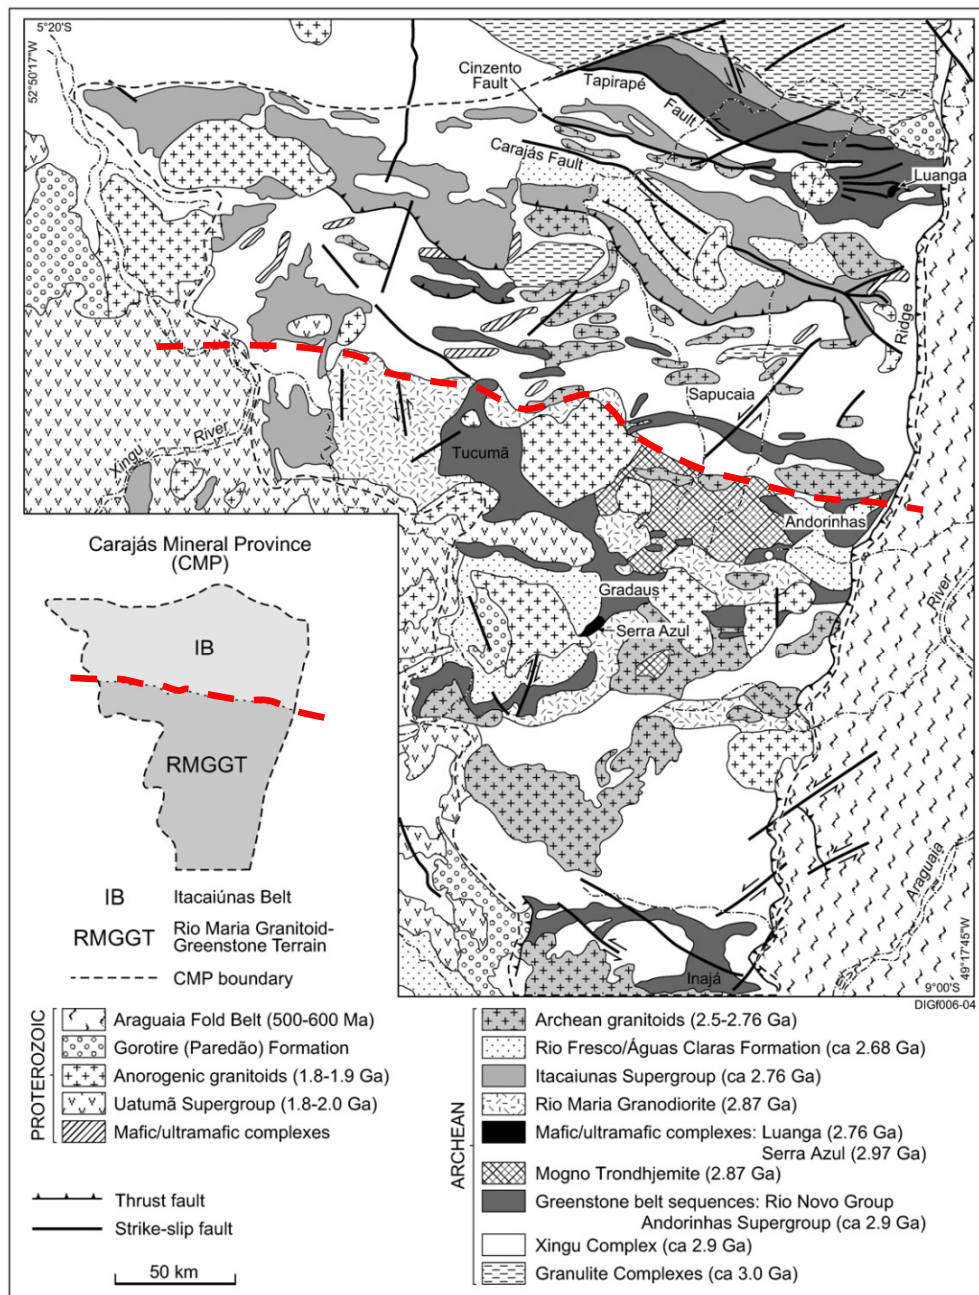 5°20'S
52°50'17"W
Cinzento
Fault
Tapirapé
Fault
Carajás Fault
Luanga
Ridge
Sapucaia
Xingu River
Tucumã
Andorinhas
Gradaus
Serra Azul
River
Araguaia
Inajá
49°17'45"W
9°00'S
DIGf006-04
Carajás Mineral Province
(CMP)
IB
RMGGT
IB Itacaiúnas Belt
RMGGT Rio Maria Granitoid-
Greenstone Terrain
CMP boundary
PROTEROZOIC
Araguaia Fold Belt (500-600 Ma)
Gorotire (Paredão) Formation
Anorogenic granitoids (1.8-1.9 Ga)
Uatumã Supergroup (1.8-2.0 Ga)
Mafic/ultramafic complexes
Thrust fault
Strike-slip fault
50 km
ARCHEAN
Archean granitoids (2.5-2.76 Ga)
Rio Fresco/Águas Claras Formation (ca 2.68 Ga)
Itacaiunas Supergroup (ca 2.76 Ga)
Rio Maria Granodiorite (2.87 Ga)
Mafic/ultramafic complexes: Luanga (2.76 Ga)
Serra Azul (2.97 Ga)
Mogno Trondhjemite (2.87 Ga)
Greenstone belt sequences: Rio Novo Group
Andorinhas Supergroup (ca 2.9 Ga)
Xingu Complex (ca 2.9 Ga)
Granulite Complexes (ca 3.0 Ga)